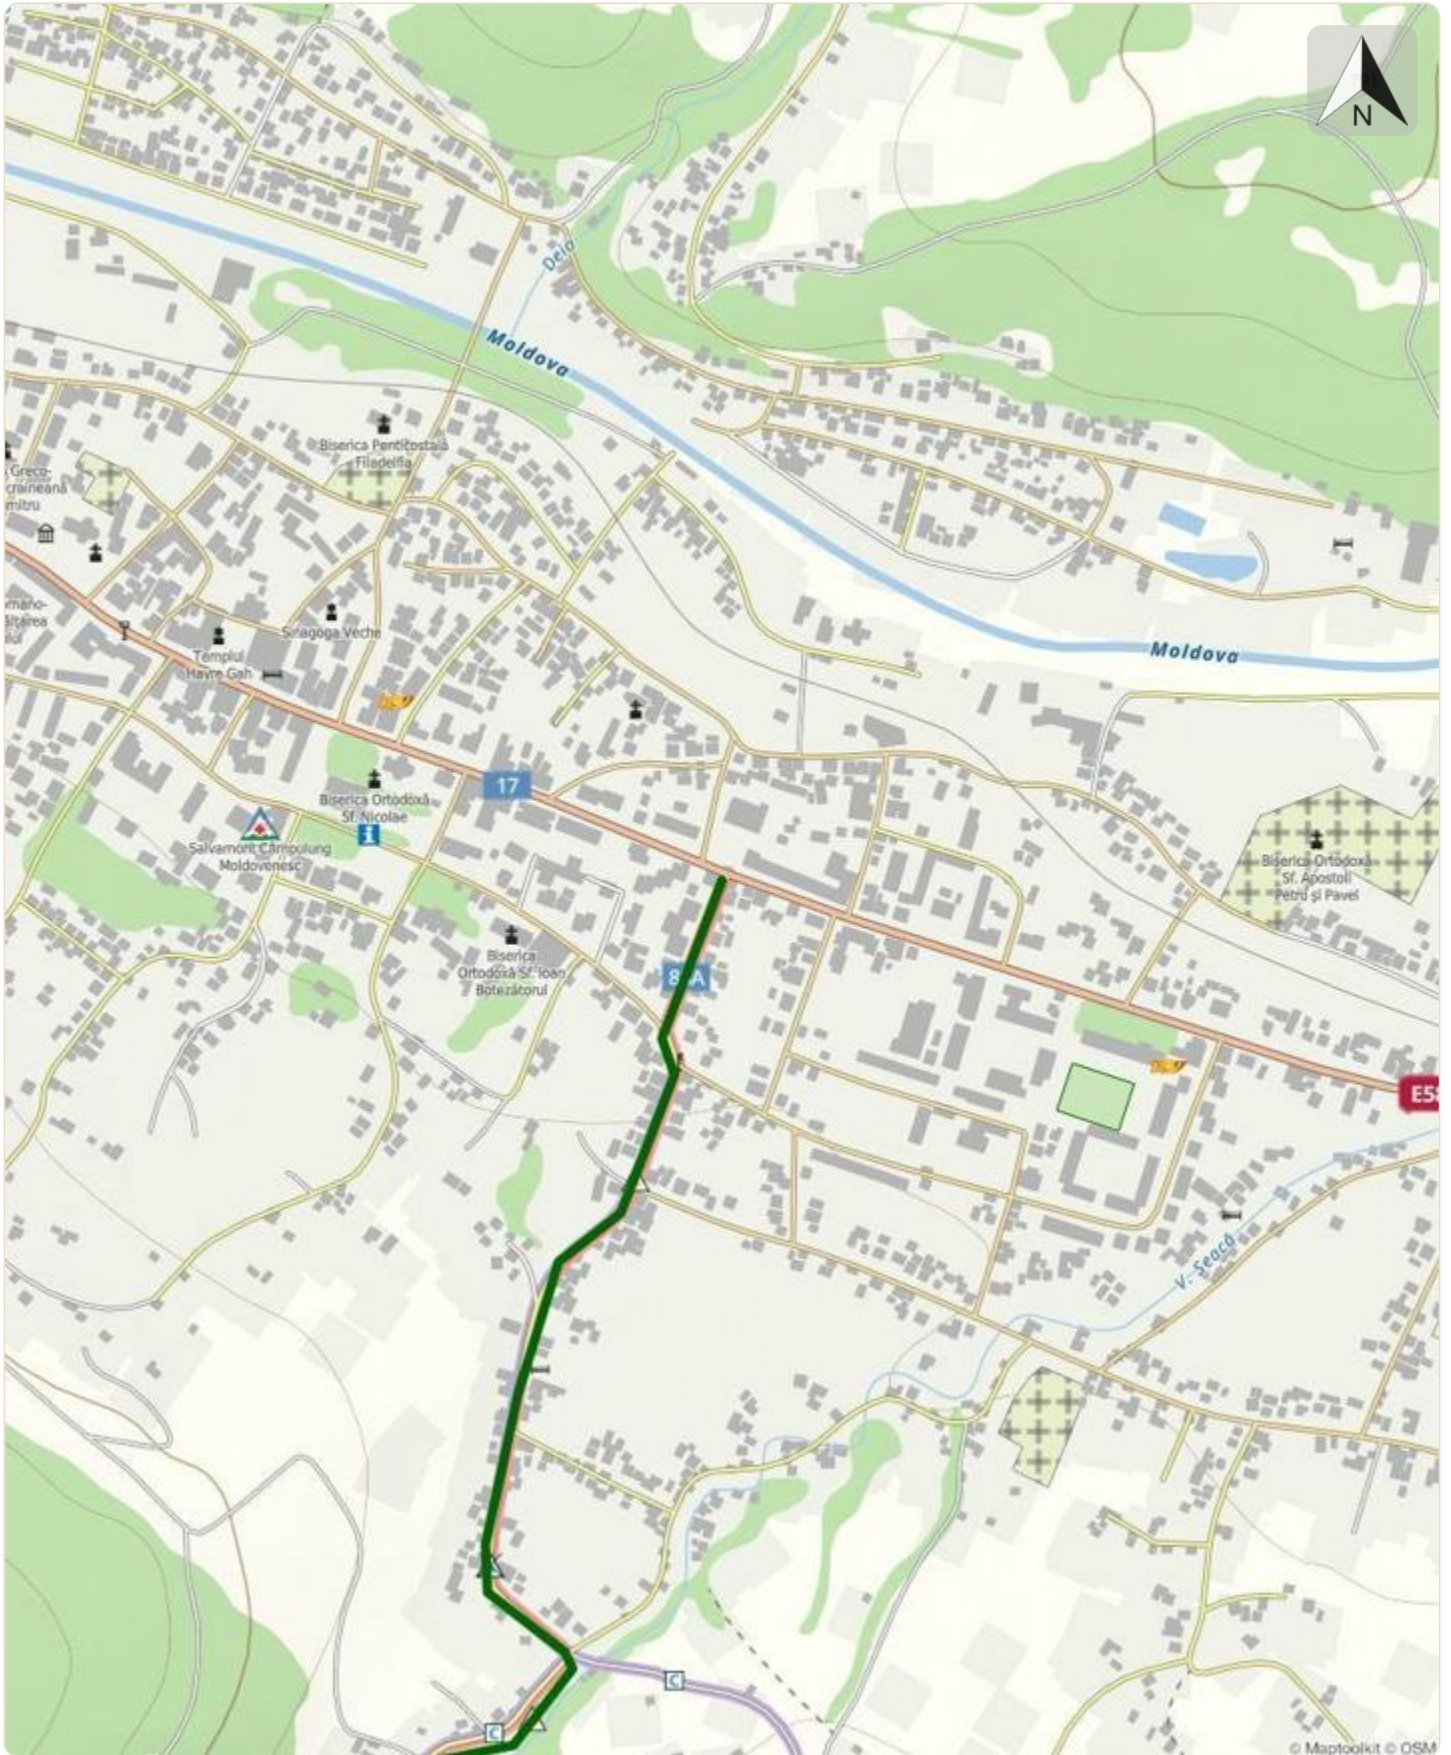 N
Deia
Moldova
Biserica Penticostală
Filadelfia
Greco-
craineană
mitru
Sinagoga Veche
Templul
Havre Gah
Moldova
17
Biserica Ortodoxă
Sf. Nicolae
i
Salvamont Câmpulung
Moldovenesc
Biserica Ortodoxă
Sf. Apostoli
Petru și Pavel
Biserica
Ortodoxă Sf. Ioan
Botezătorul
V. Seacă
C
C
© Maptoolkit © OSM